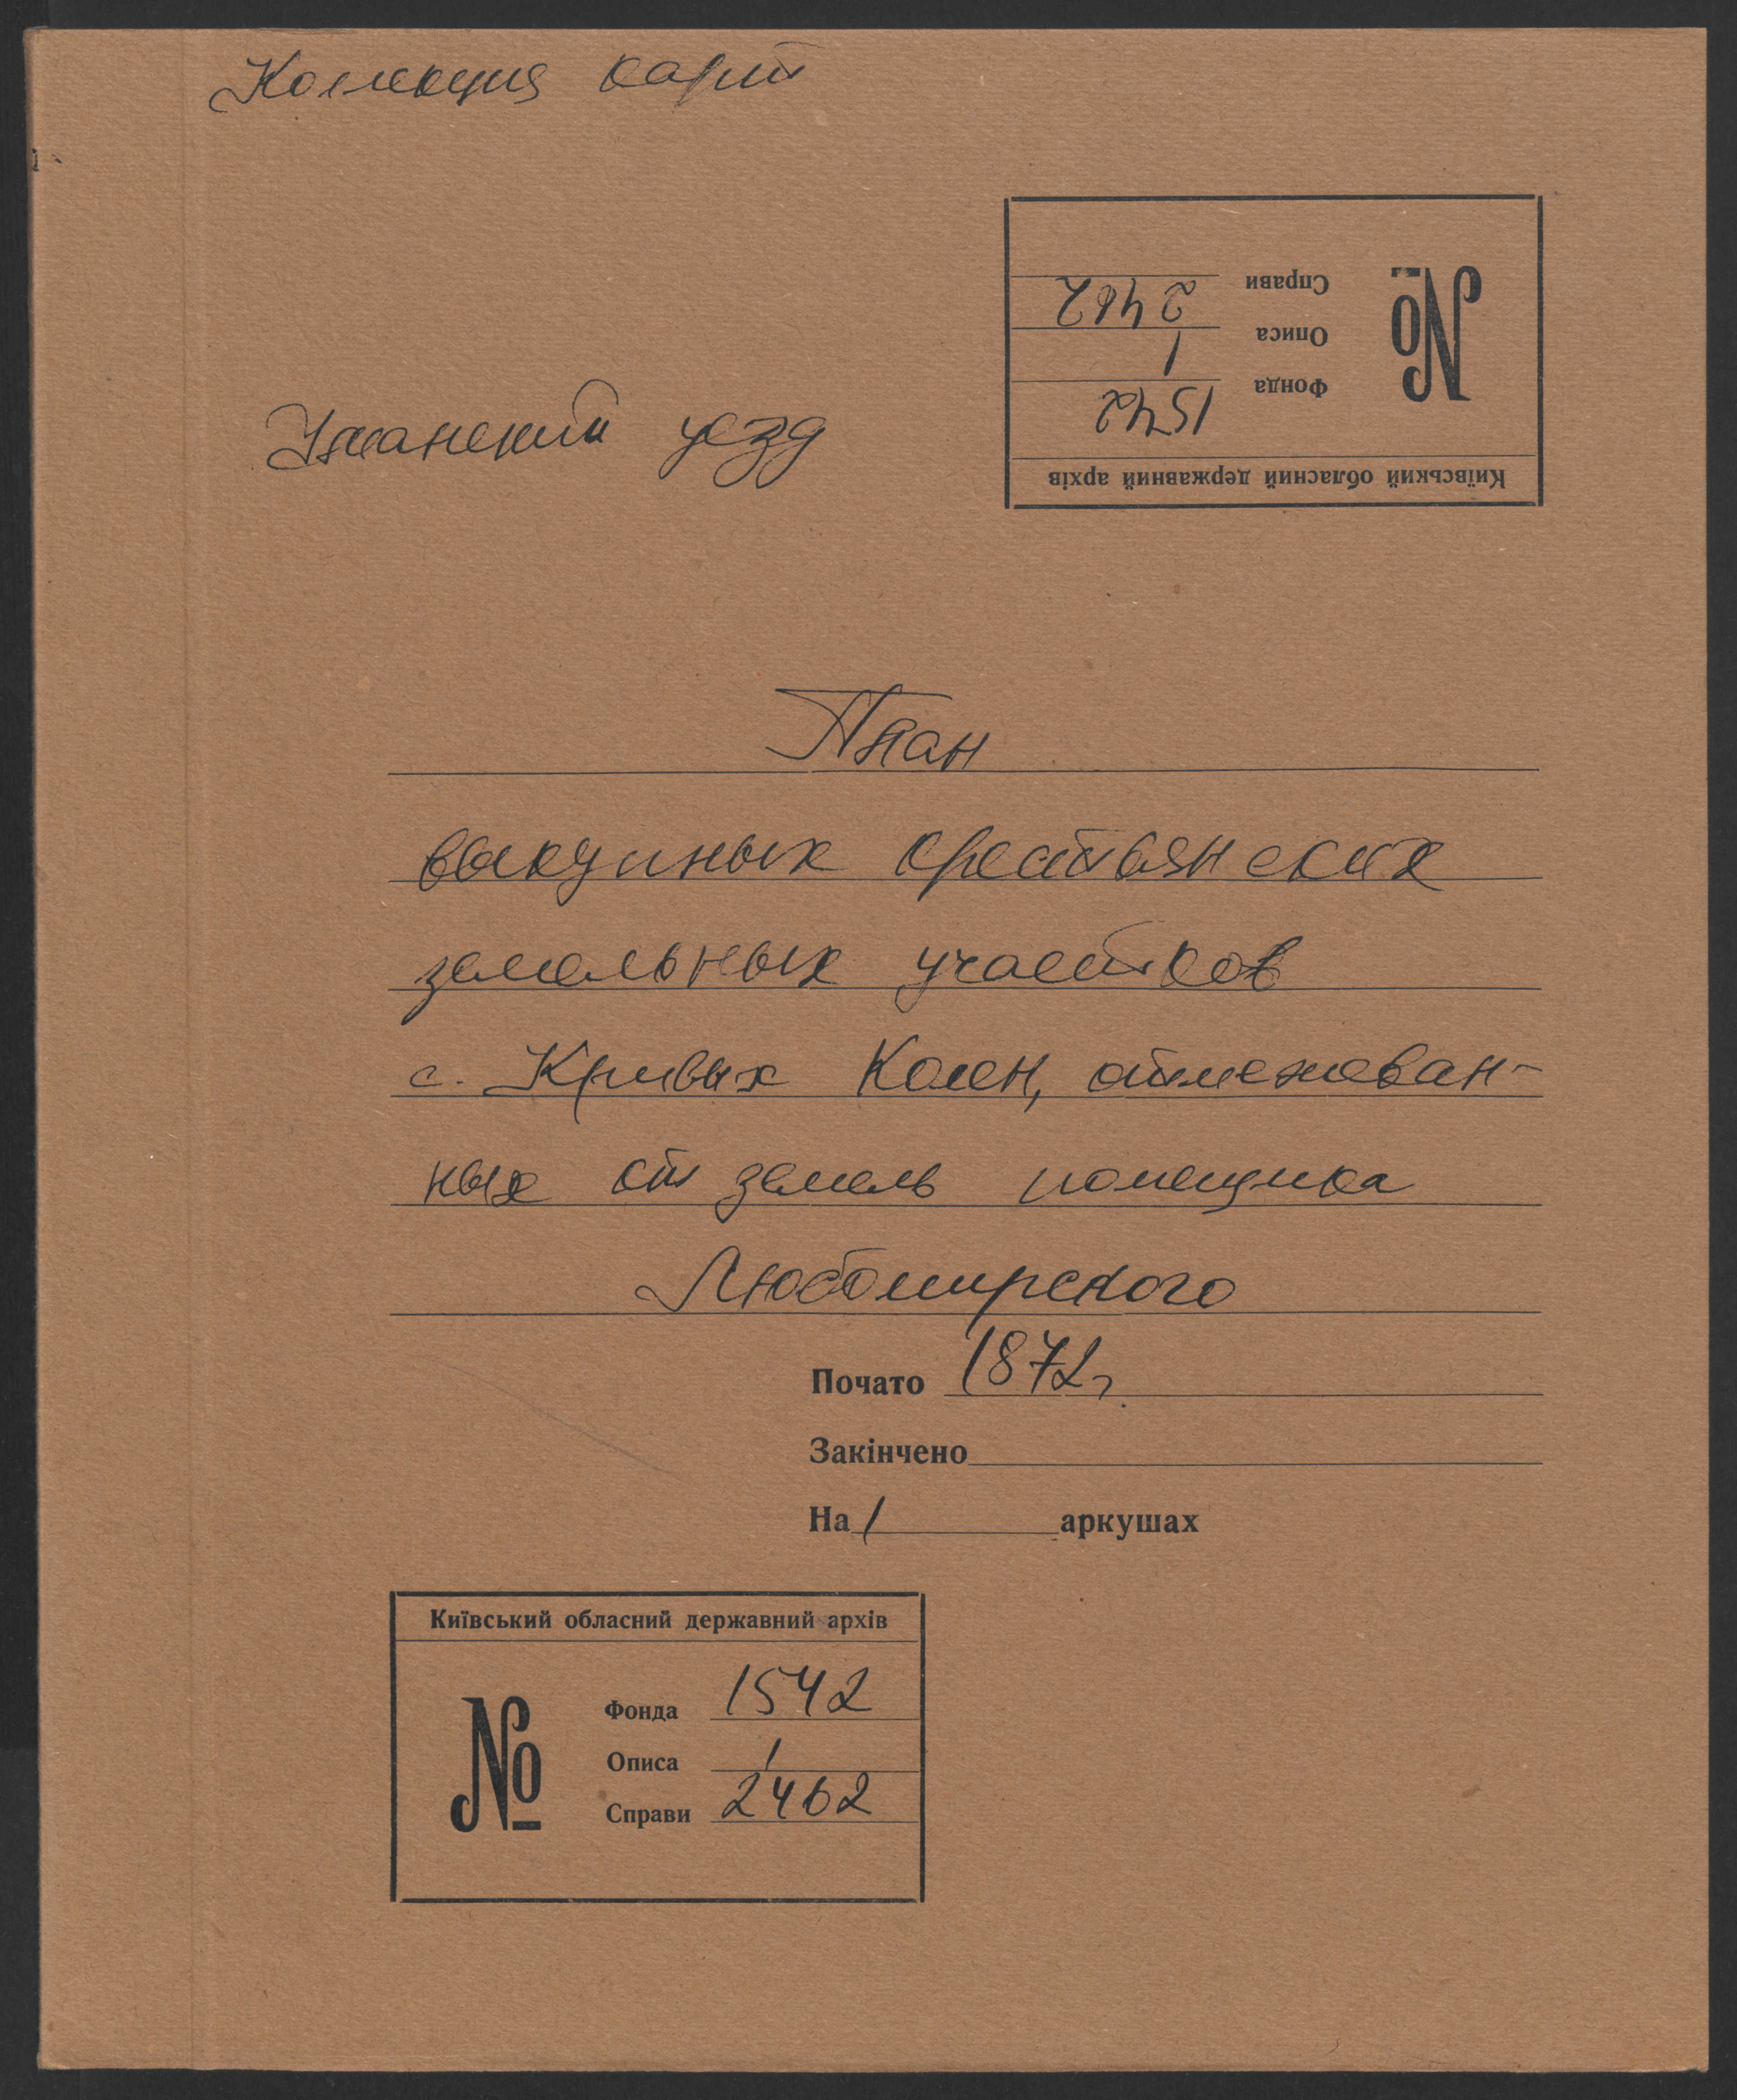 Коллекция карт
Справи 2462
Описа 1
Фонда 1542
№
Київський обласний державний архів
Уманский уезд
План
выкупных крестьянских
земельных участков
с. Кривых Колен, отмежеван-
ных от земель помещика
Любомирского
Почато 1872г.
Закінчено
На 1 аркушах
Київський обласний державний архів
№
Фонда 1542
Описа 1
Справи 2462